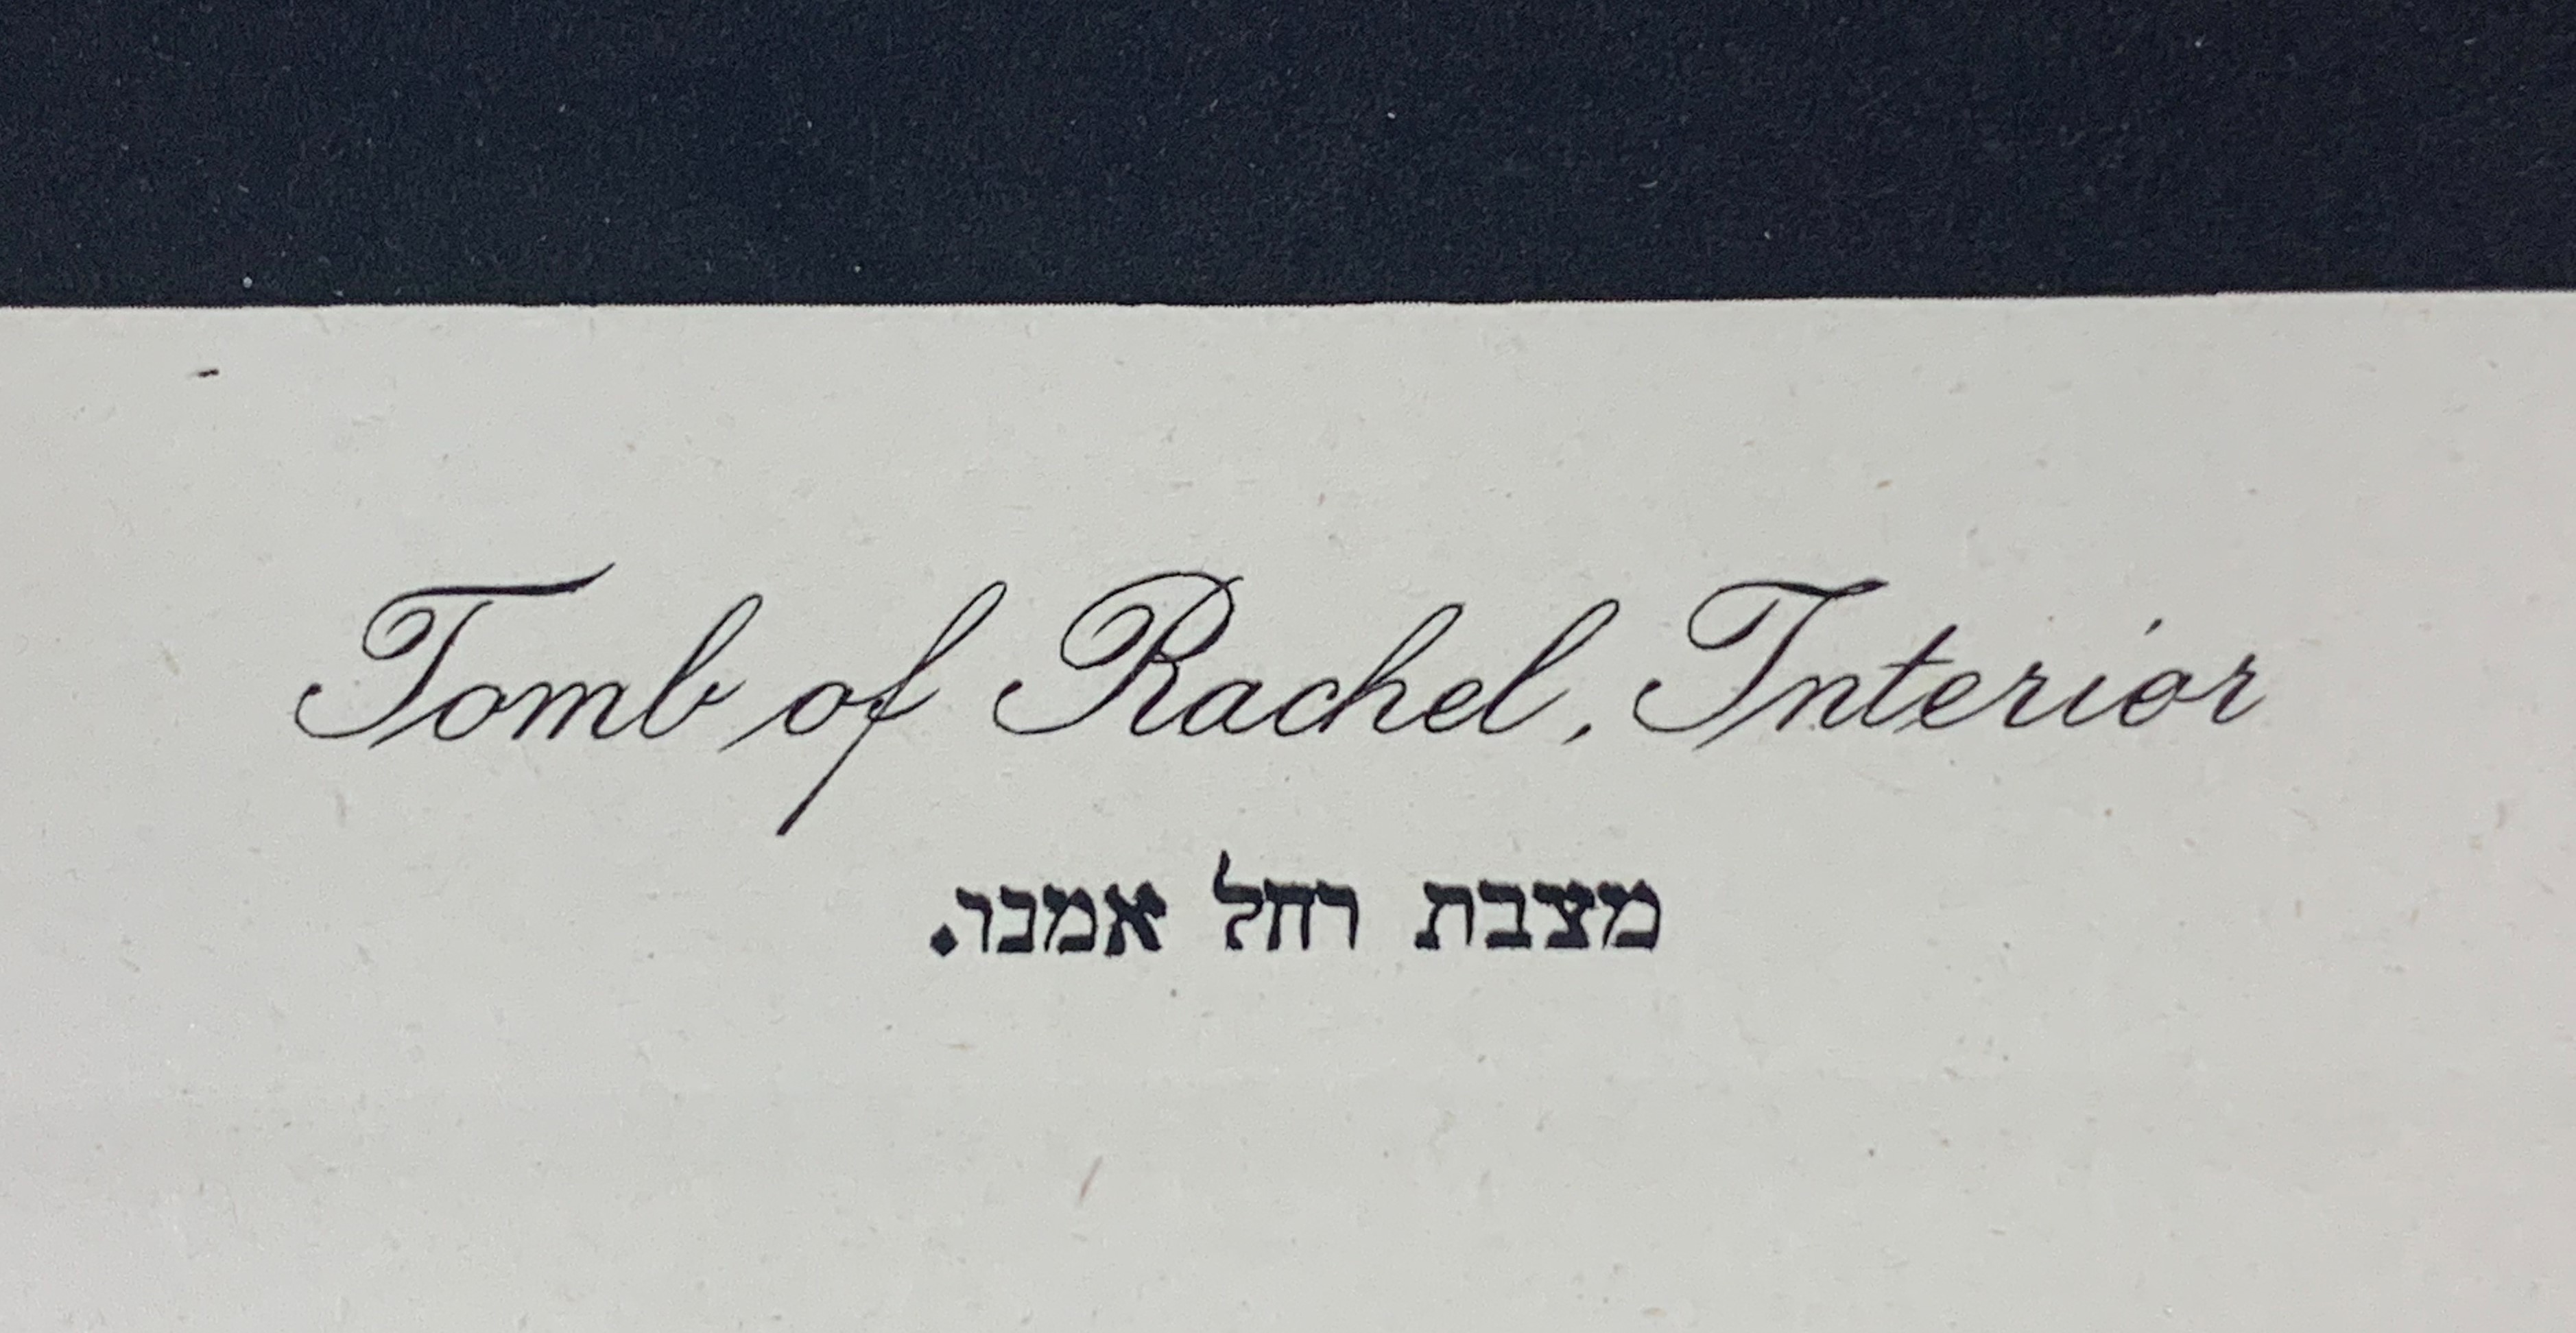 Tomb of Rachel, Interior
מצבת רחל אמנו.